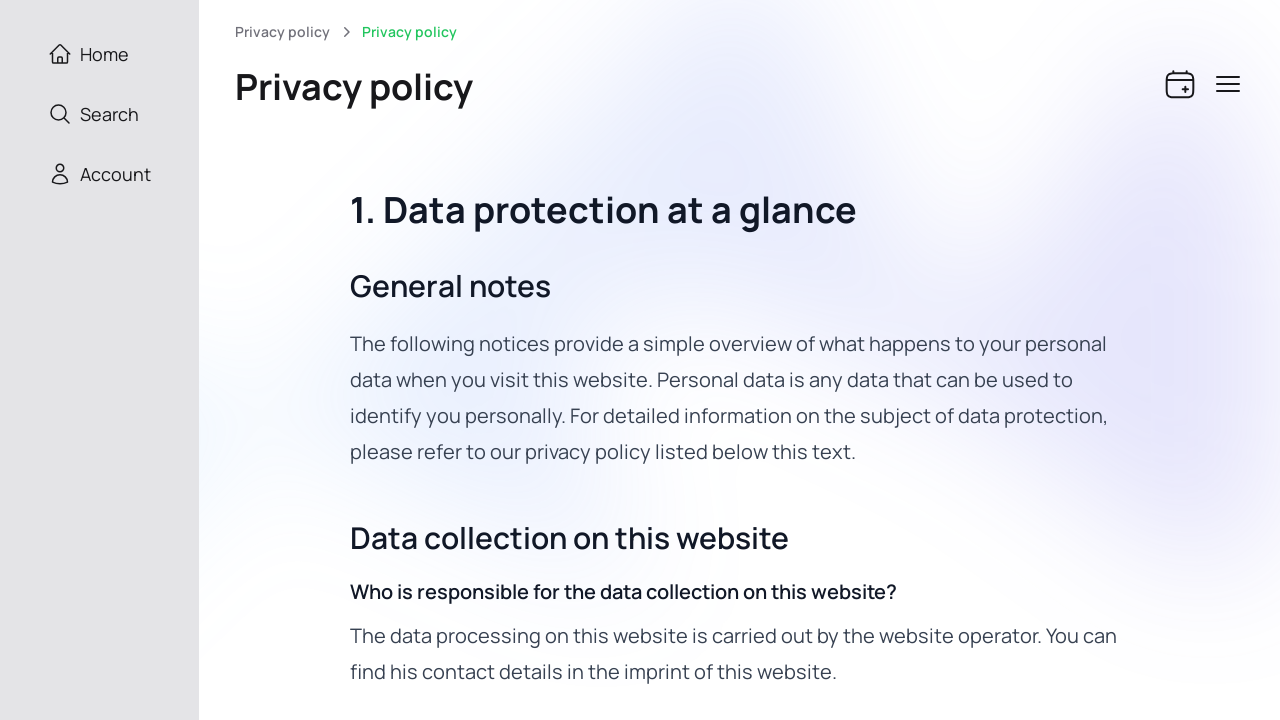 Home
Search
Account
Privacy policy > Privacy policy
Privacy policy
1. Data protection at a glance
General notes
The following notices provide a simple overview of what happens to your personal
data when you visit this website. Personal data is any data that can be used to
identify you personally. For detailed information on the subject of data protection,
please refer to our privacy policy listed below this text.
Data collection on this website
Who is responsible for the data collection on this website?
The data processing on this website is carried out by the website operator. You can
find his contact details in the imprint of this website.